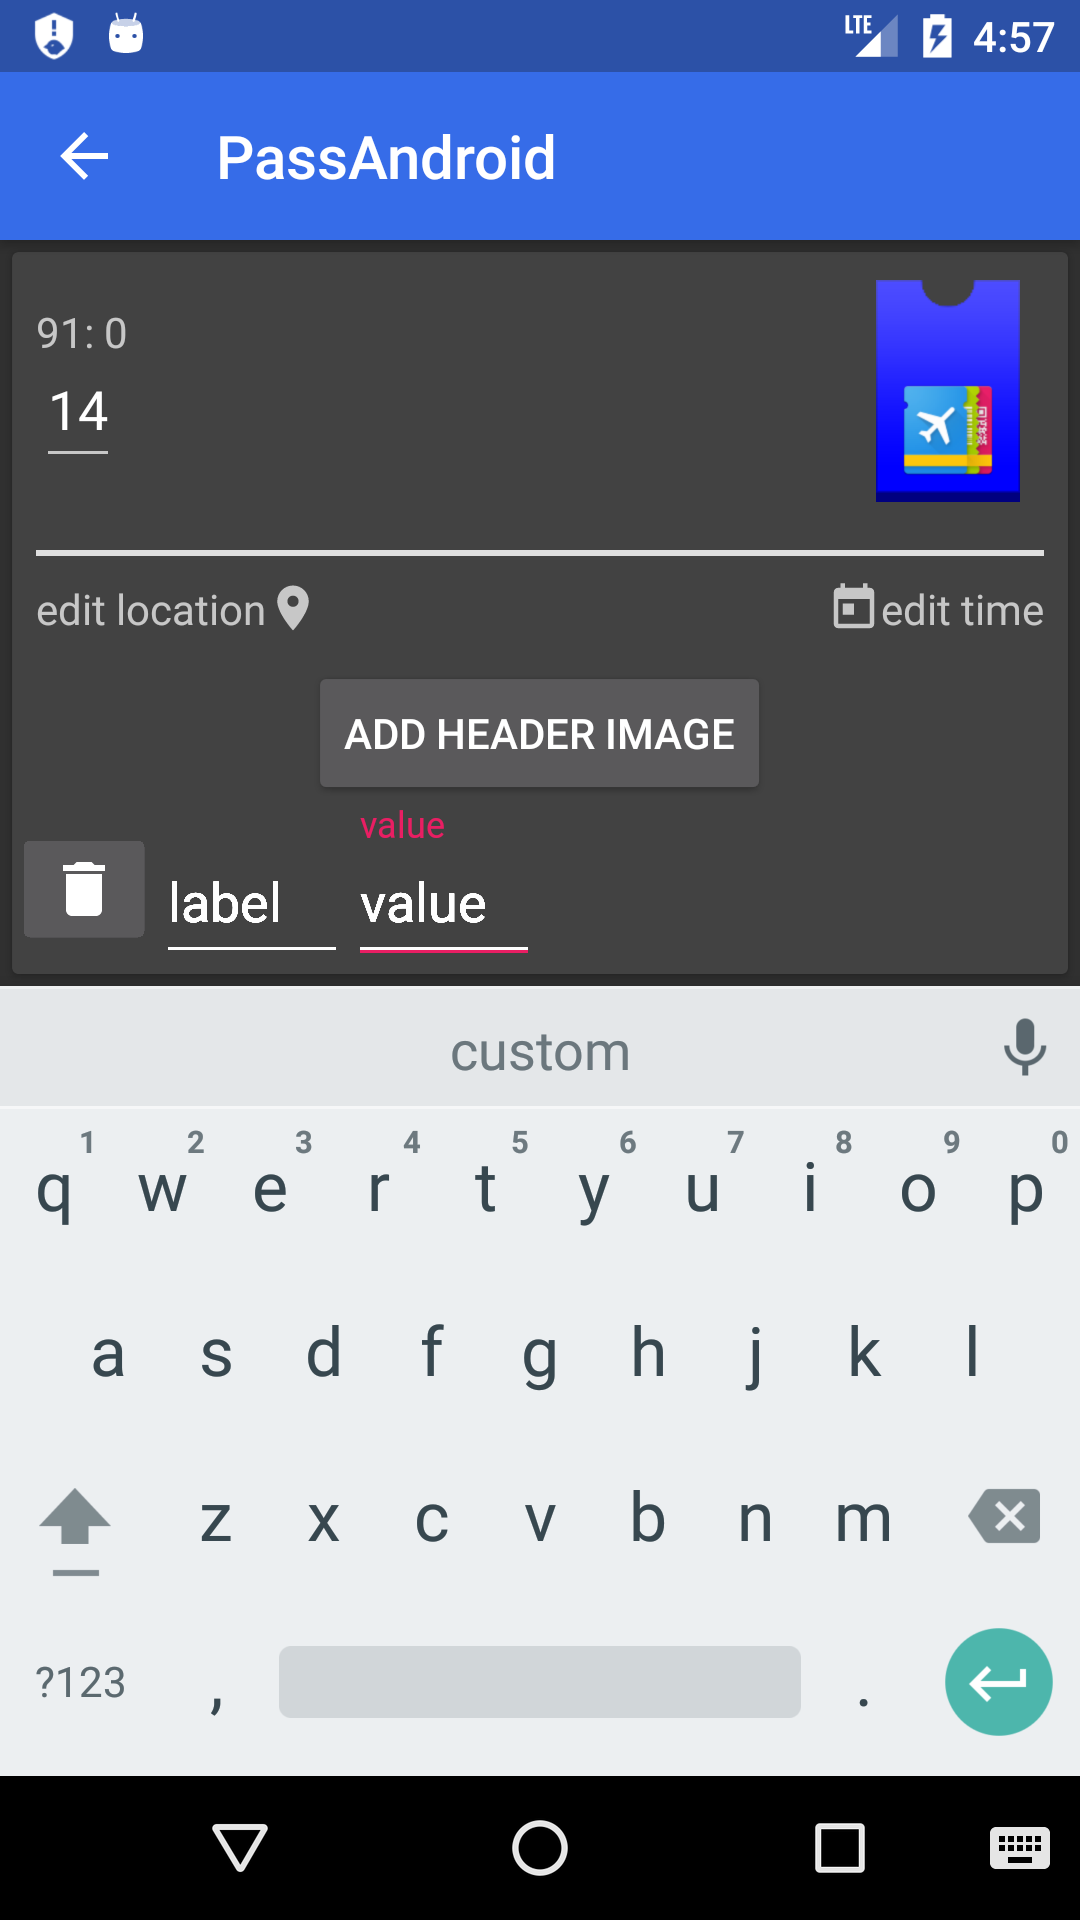 LTE 4:57
PassAndroid
91: 0
14
edit location
edit time
ADD HEADER IMAGE
value
label
value
custom
1 2 3 4 5 6 7 8 9 0
q w e r t y u i o p
a s d f g h j k l
z x c v b n m
?123 , .